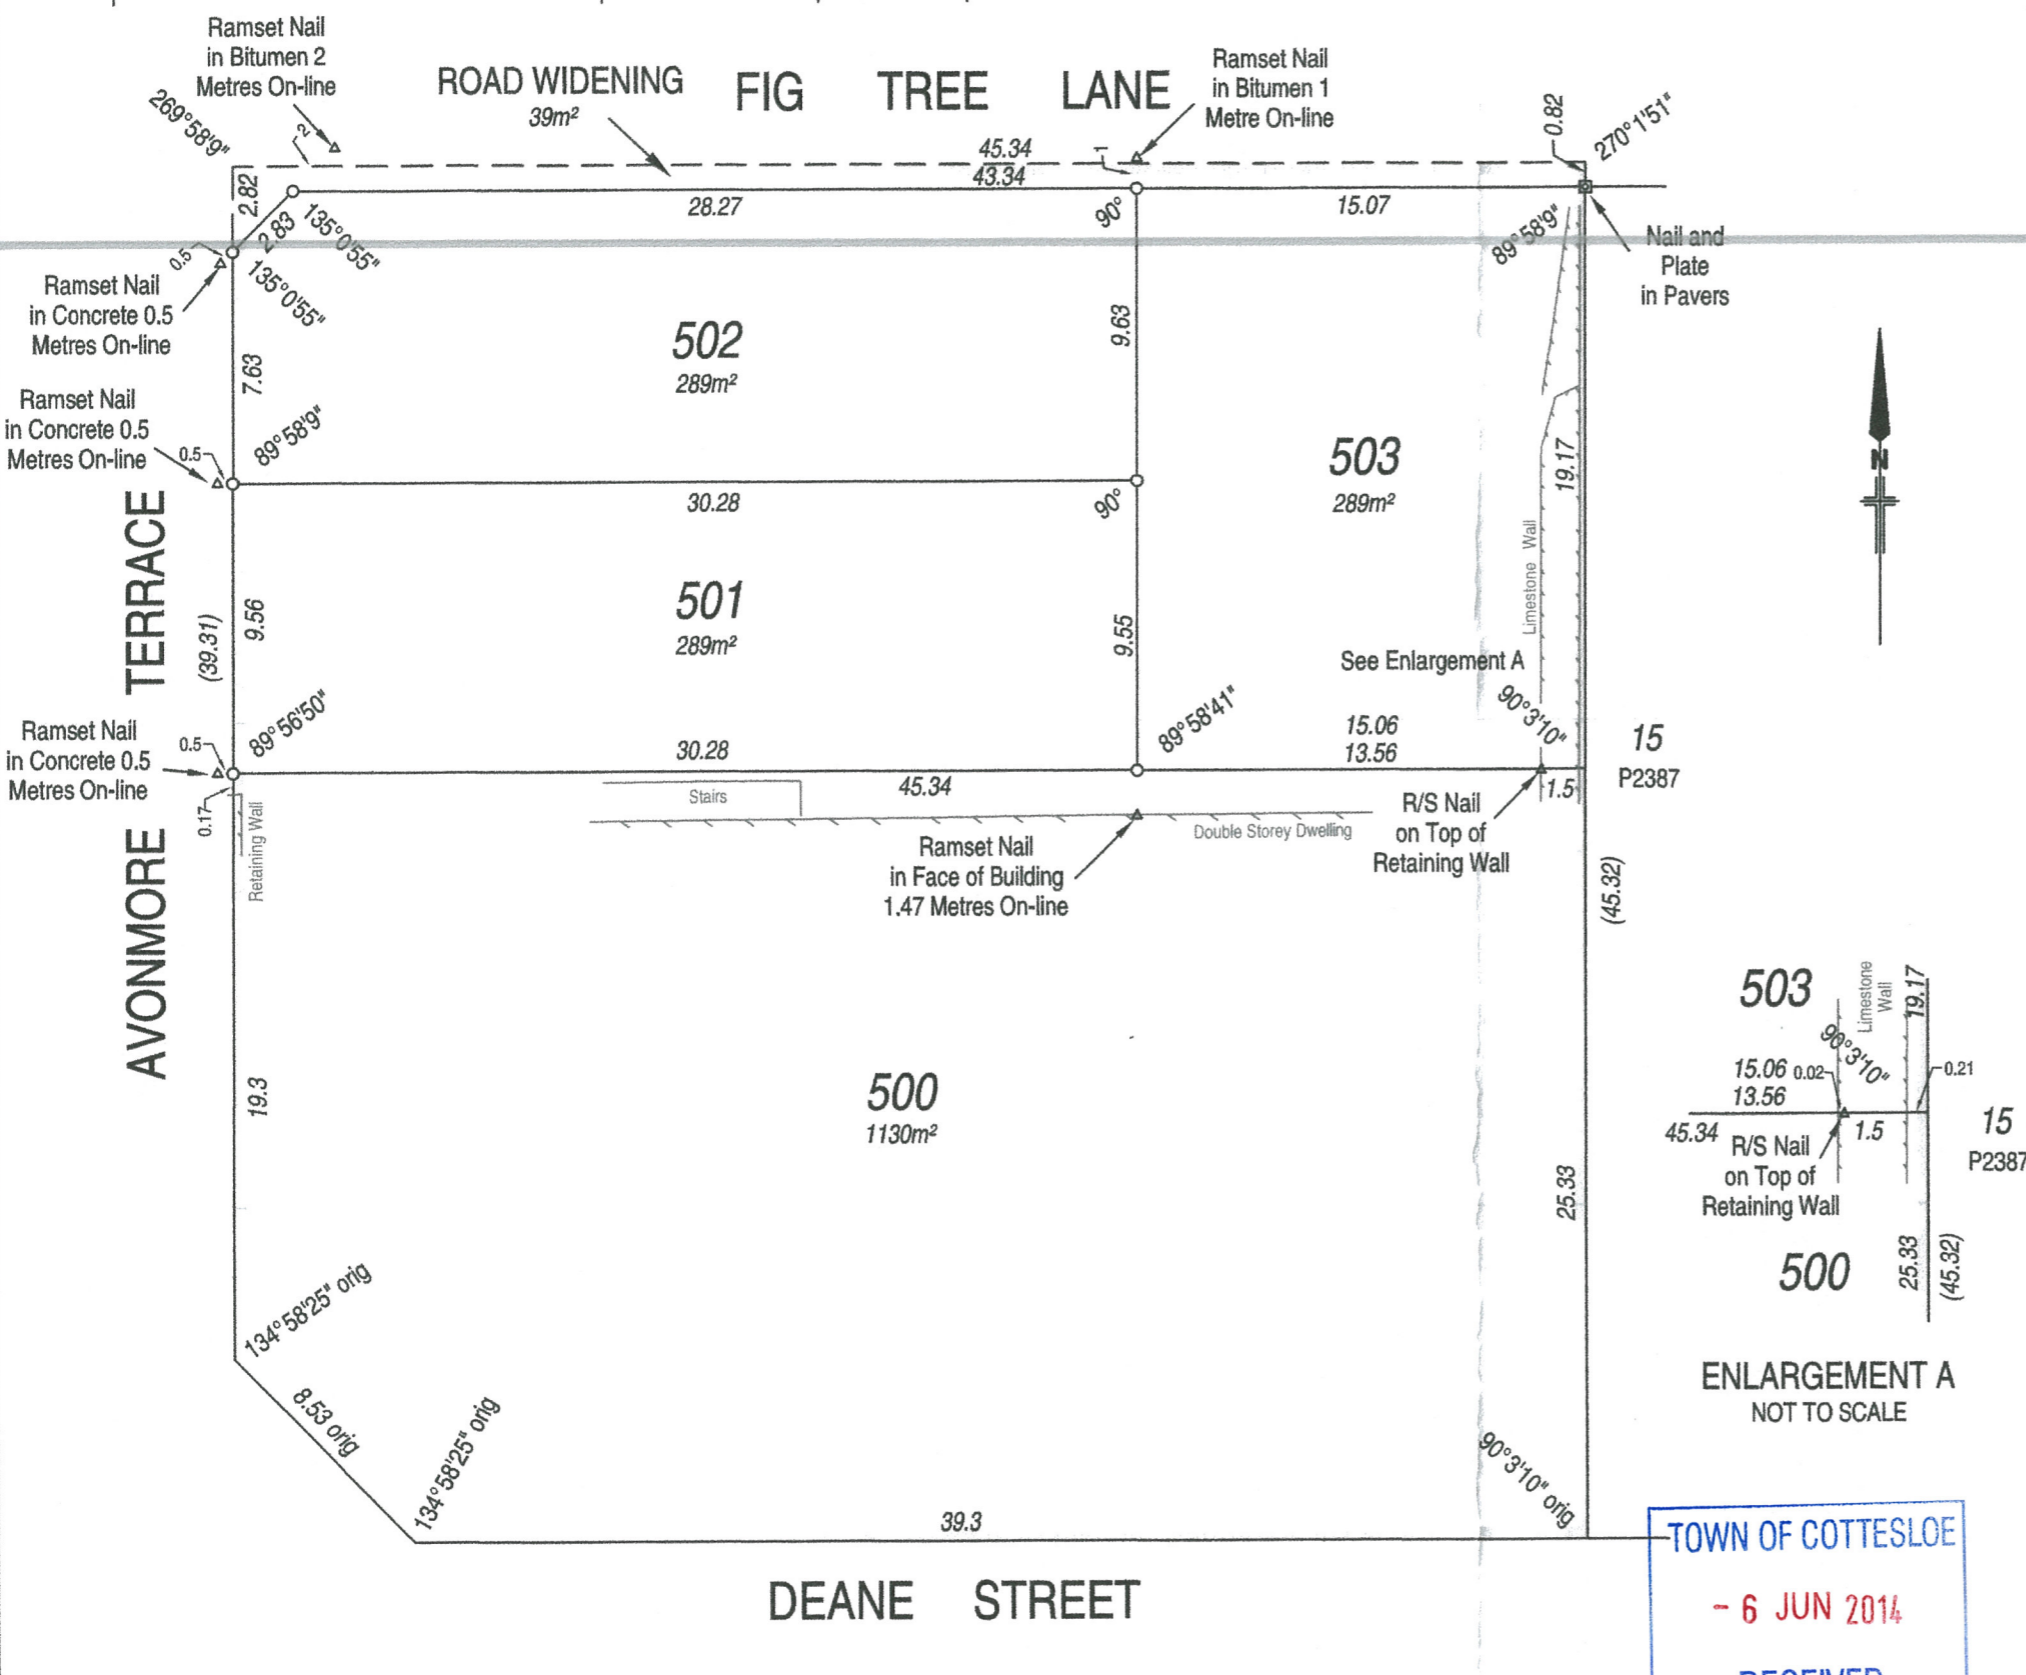 Ramset Nail
in Bitumen 2
Metres On-line
ROAD WIDENING
39m²
FIG TREE LANE
Ramset Nail
in Bitumen 1
Metre On-line
0.82
270°1'51"
269°58'9"
2
45.34
1
43.34
2.82
28.27
90°
15.07
89°58'9"
2.83
135°0'55"
0.5
135°0'55"
Nail and
Plate
in Pavers
Ramset Nail
in Concrete 0.5
Metres On-line
7.63
502
289m²
9.63
Ramset Nail
in Concrete 0.5
Metres On-line
0.5
89°58'9"
30.28
90°
503
289m²
19.17
N
AVONMORE TERRACE
(39.31)
9.56
501
289m²
9.55
Limestone Wall
See Enlargement A
90°3'10"
Ramset Nail
in Concrete 0.5
Metres On-line
0.5
89°56'50"
30.28
89°58'41"
15.06
13.56
15
P2387
45.34
1.5
Stairs
0.17
Retaining Wall
Double Storey Dwelling
Ramset Nail
in Face of Building
1.47 Metres On-line
R/S Nail
on Top of
Retaining Wall
(45.32)
19.3
500
1130m²
25.33
503
Limestone
Wall
19.17
90°3'10"
15.06
0.02
0.21
13.56
45.34
1.5
15
P2387
R/S Nail
on Top of
Retaining Wall
500
25.33
(45.32)
ENLARGEMENT A
NOT TO SCALE
134°58'25" orig
8.53 orig
134°58'25" orig
39.3
90°3'10" orig
DEANE STREET
TOWN OF COTTESLOE
- 6 JUN 2014
RECEIVED